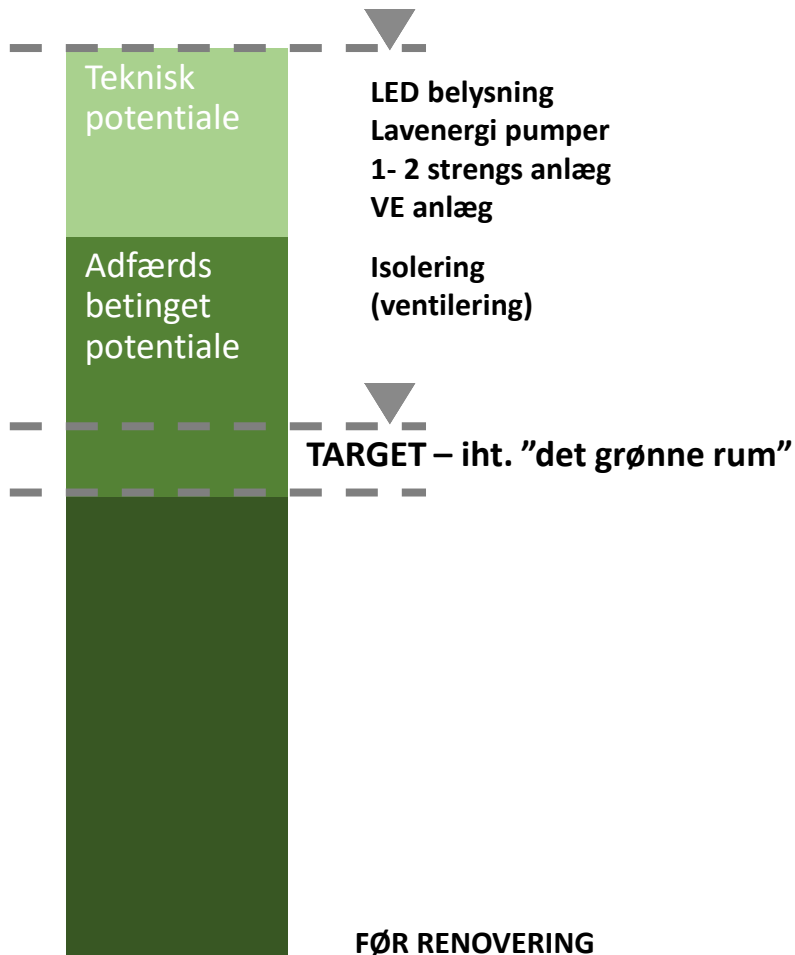 Teknisk
potentiale
LED belysning
Lavenergi pumper
1- 2 strengs anlæg
VE anlæg
Adfærds
betinget
potentiale
Isolering
(ventilering)
TARGET – iht. ”det grønne rum”
FØR RENOVERING